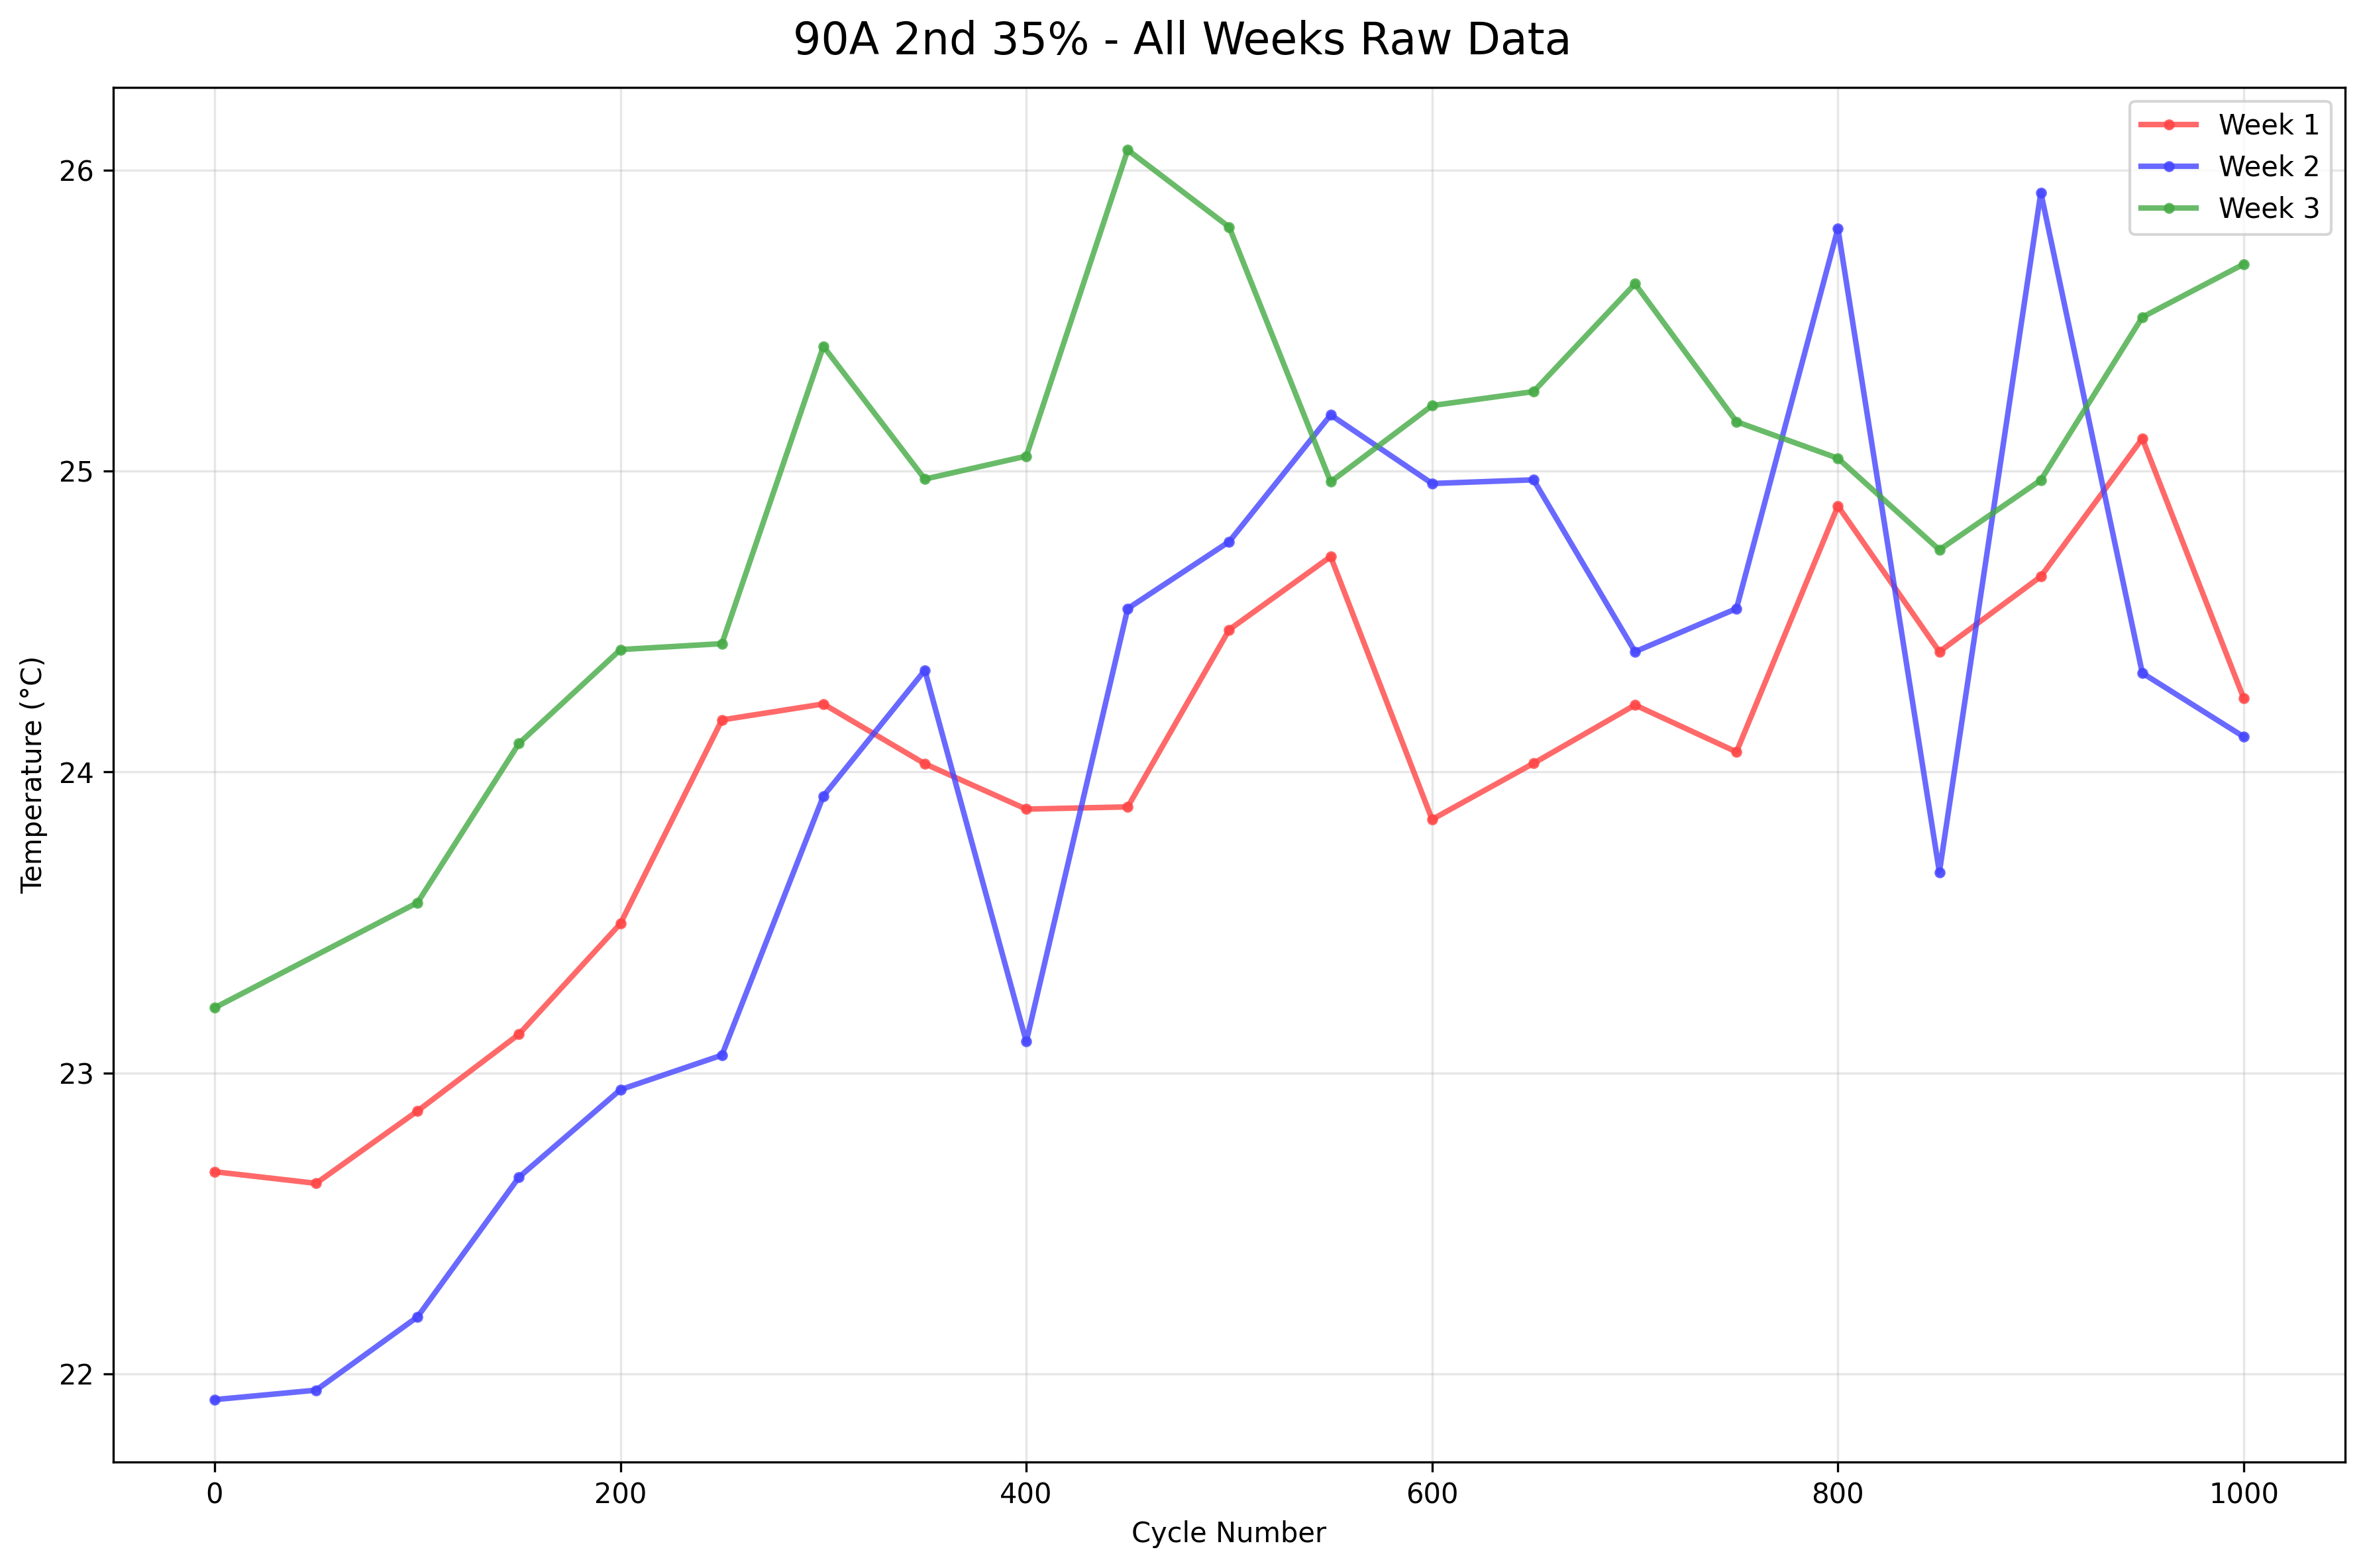 90A 2nd 35% - All Weeks Raw Data
Week 1
Week 2
Week 3
26
25
24
23
22
Temperature (°C)
0 200 400 600 800 1000
Cycle Number